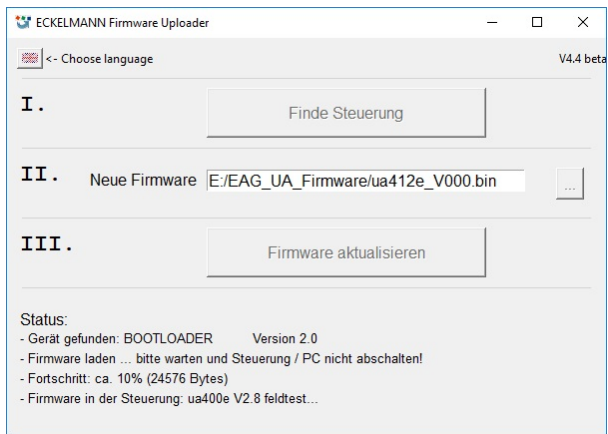 ECKELMANN Firmware Uploader
<- Choose language V4.4 beta
I. Finde Steuerung
II. Neue Firmware E:/EAG_UA_Firmware/ua412e_V000.bin ...
III. Firmware aktualisieren
Status:
- Gerät gefunden: BOOTLOADER Version 2.0
- Firmware laden ... bitte warten und Steuerung / PC nicht abschalten!
- Fortschritt: ca. 10% (24576 Bytes)
- Firmware in der Steuerung: ua400e V2.8 feldtest...